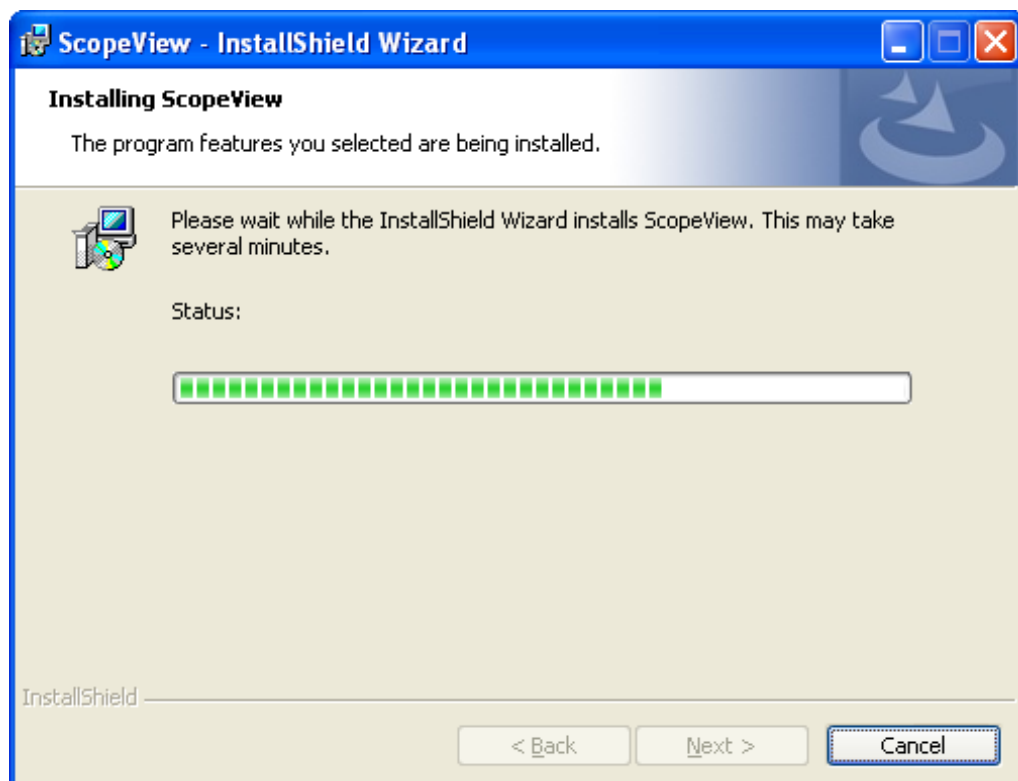 ScopeView - InstallShield Wizard
Installing ScopeView
The program features you selected are being installed.
Please wait while the InstallShield Wizard installs ScopeView. This may take
several minutes.
Status:
InstallShield
< Back
Next >
Cancel